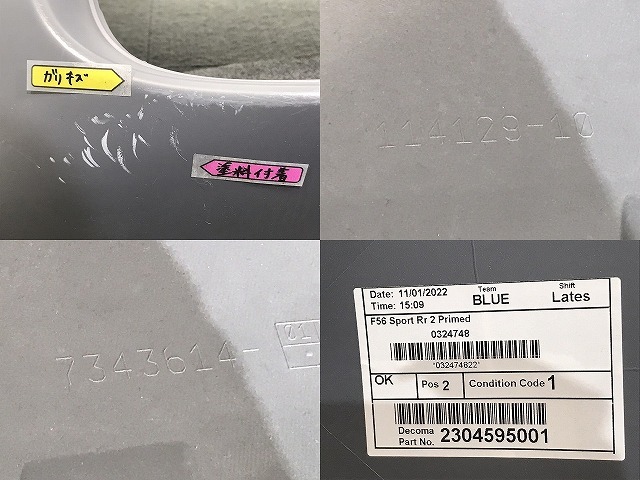 ガリキズ
塗料付着
114129-10
7343614-
01
Date: 11/01/2022
Time: 15:09
Team
BLUE
Shift
Lates
F56 Sport Rr 2 Primed
0324748
*032474822*
OK
Pos 2
Condition Code 1
Decoma
Part No. 2304595001